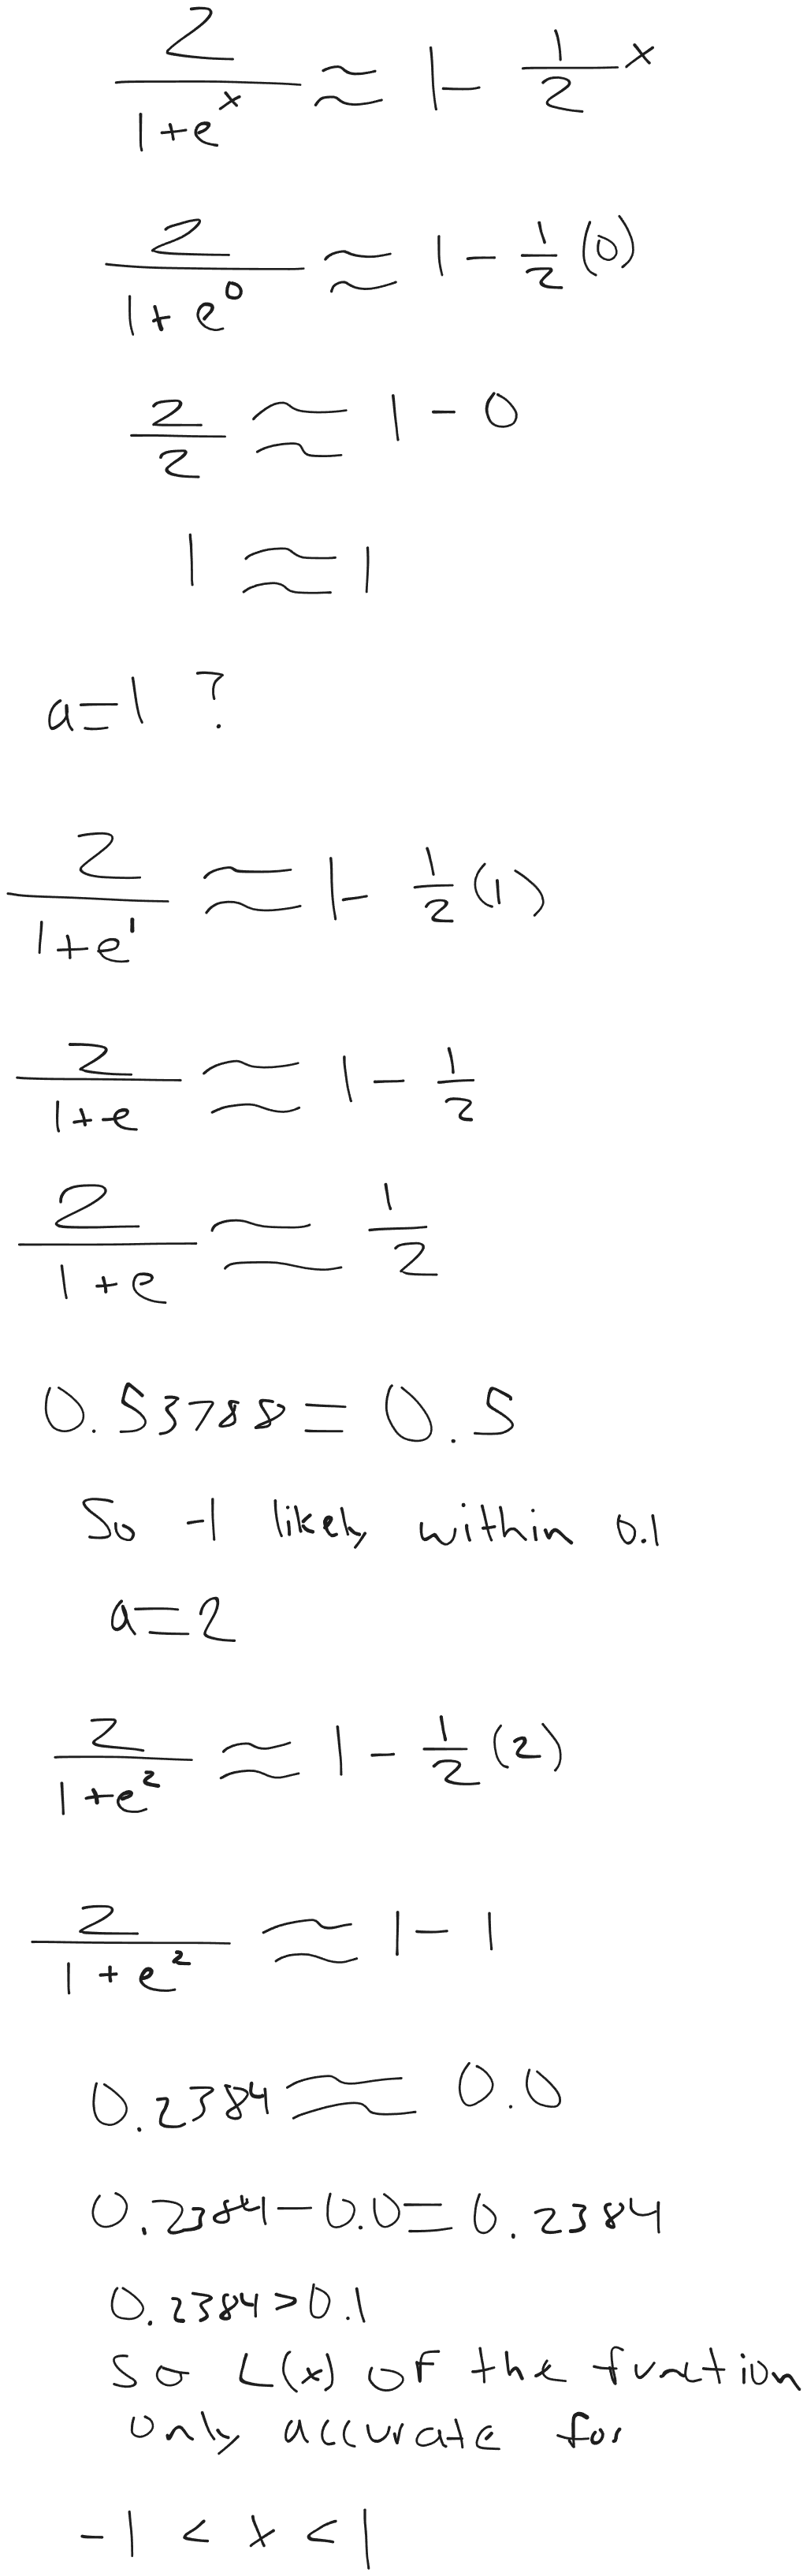 2/(1+e^x) ≈ 1 - 1/2 x
2/(1+e^0) ≈ 1 - 1/2 (0)
2/2 ≈ 1 - 0
1 ≈ 1
a=1 ?
2/(1+e^1) ≈ 1 - 1/2 (1)
2/(1+e) ≈ 1 - 1/2
2/(1+e) ≈ 1/2
0.53788 = 0.5
So -1 likely within 0.1
a=2
2/(1+e^2) ≈ 1 - 1/2 (2)
2/(1+e^2) ≈ 1 - 1
0.2384 ≈ 0.0
0.2384 - 0.0 = 0.2384
0.2384 > 0.1
So L(x) of the function
only accurate for
-1 < x < 1